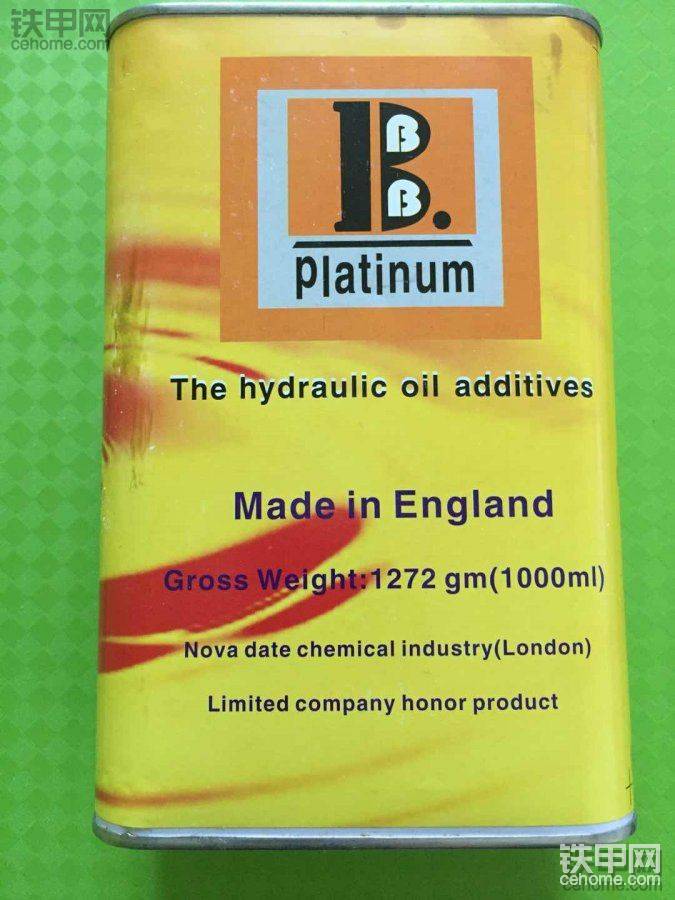 铁甲网
cehome.com
B.
B
B
Platinum
The hydraulic oil additives
Made in England
Gross Weight:1272 gm(1000ml)
Nova date chemical industry(London)
Limited company honor product
铁甲网
cehome.com